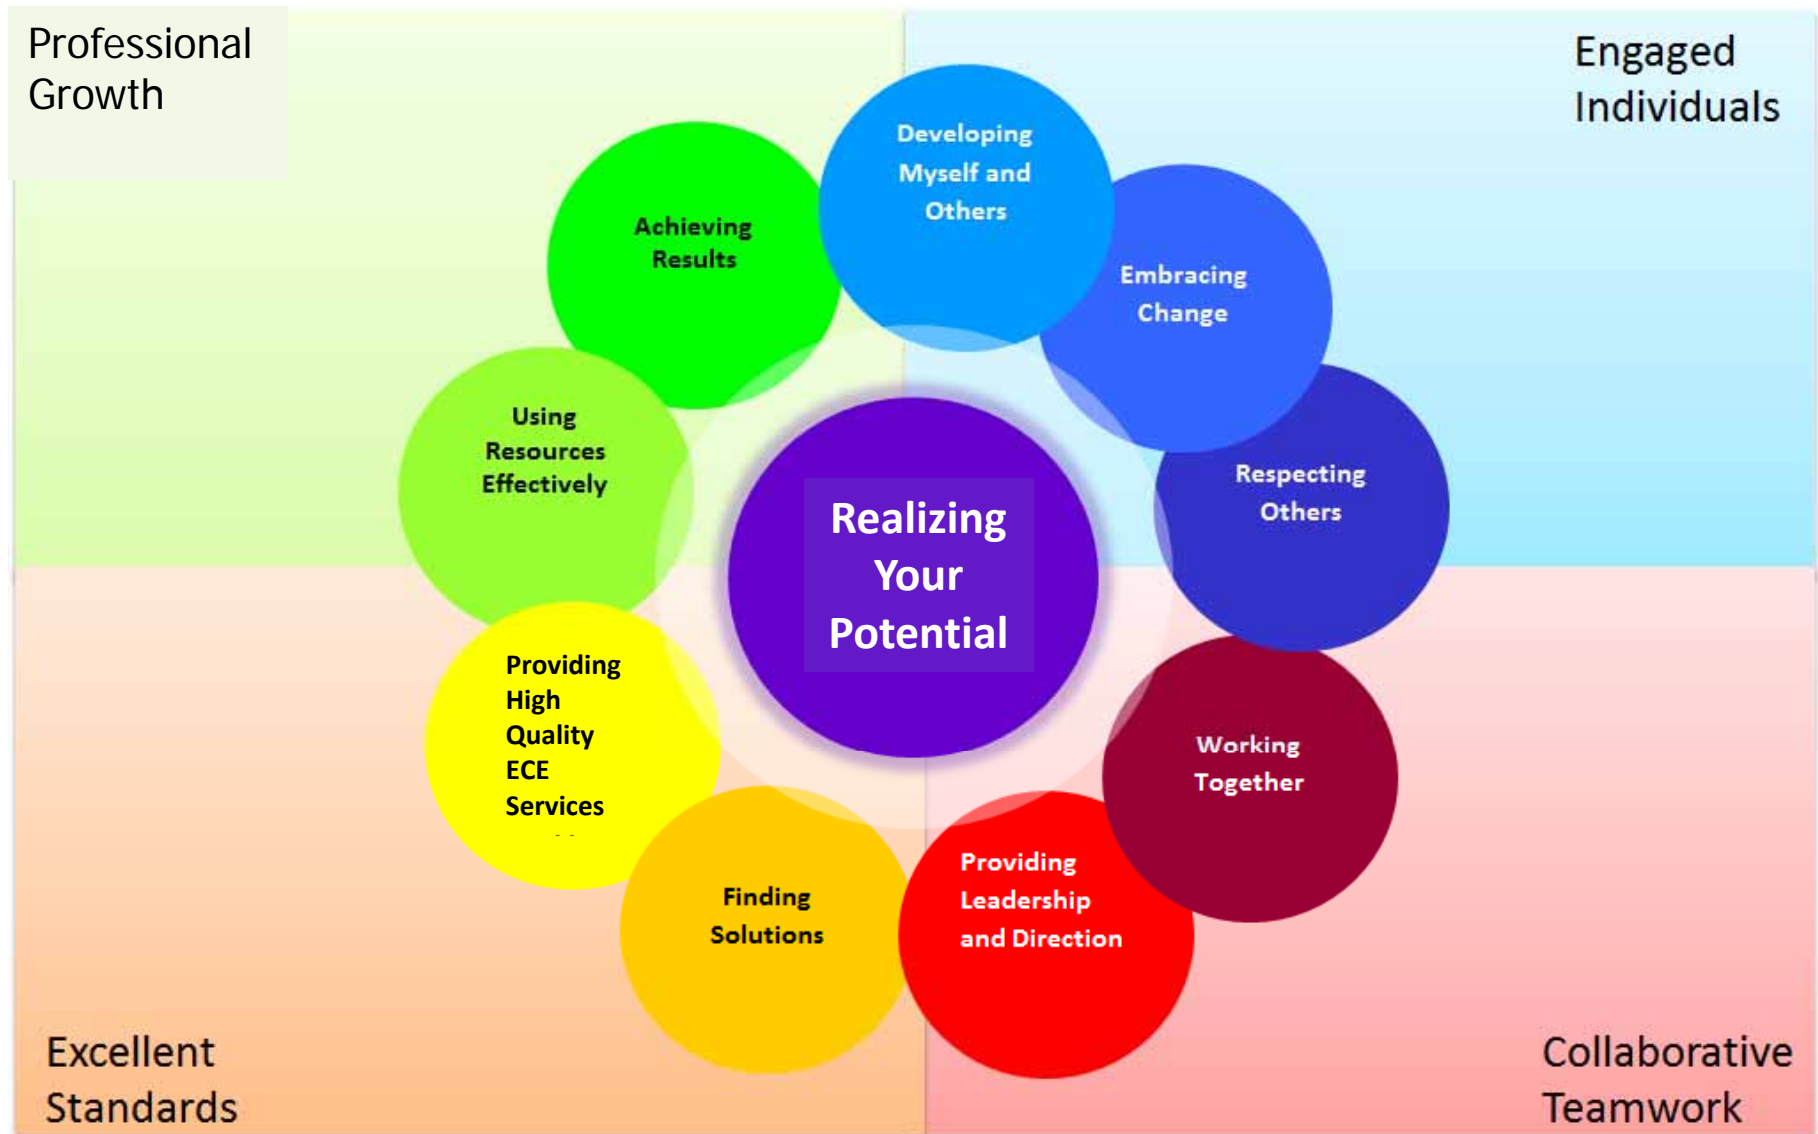 Professional
Growth
Engaged
Individuals
Developing
Myself and
Others
Achieving
Results
Embracing
Change
Using
Resources
Effectively
Respecting
Others
Realizing
Your
Potential
Providing
High
Quality
ECE
Services
Working
Together
Finding
Solutions
Providing
Leadership
and Direction
Excellent
Standards
Collaborative
Teamwork